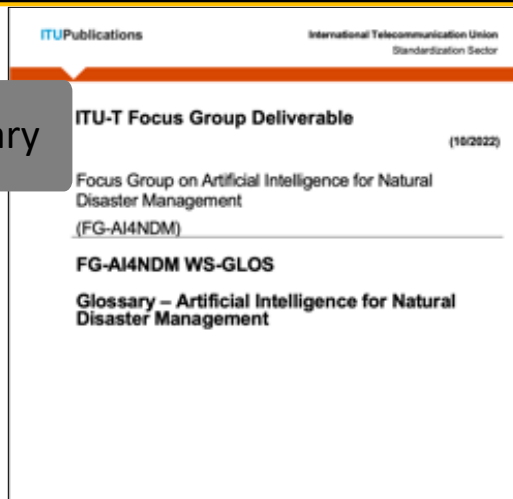 ITUPublications
International Telecommunication Union
Standardization Sector
ry
ITU-T Focus Group Deliverable
(10/2022)
Focus Group on Artificial Intelligence for Natural
Disaster Management
(FG-AI4NDM)
FG-AI4NDM WS-GLOS
Glossary – Artificial Intelligence for Natural
Disaster Management